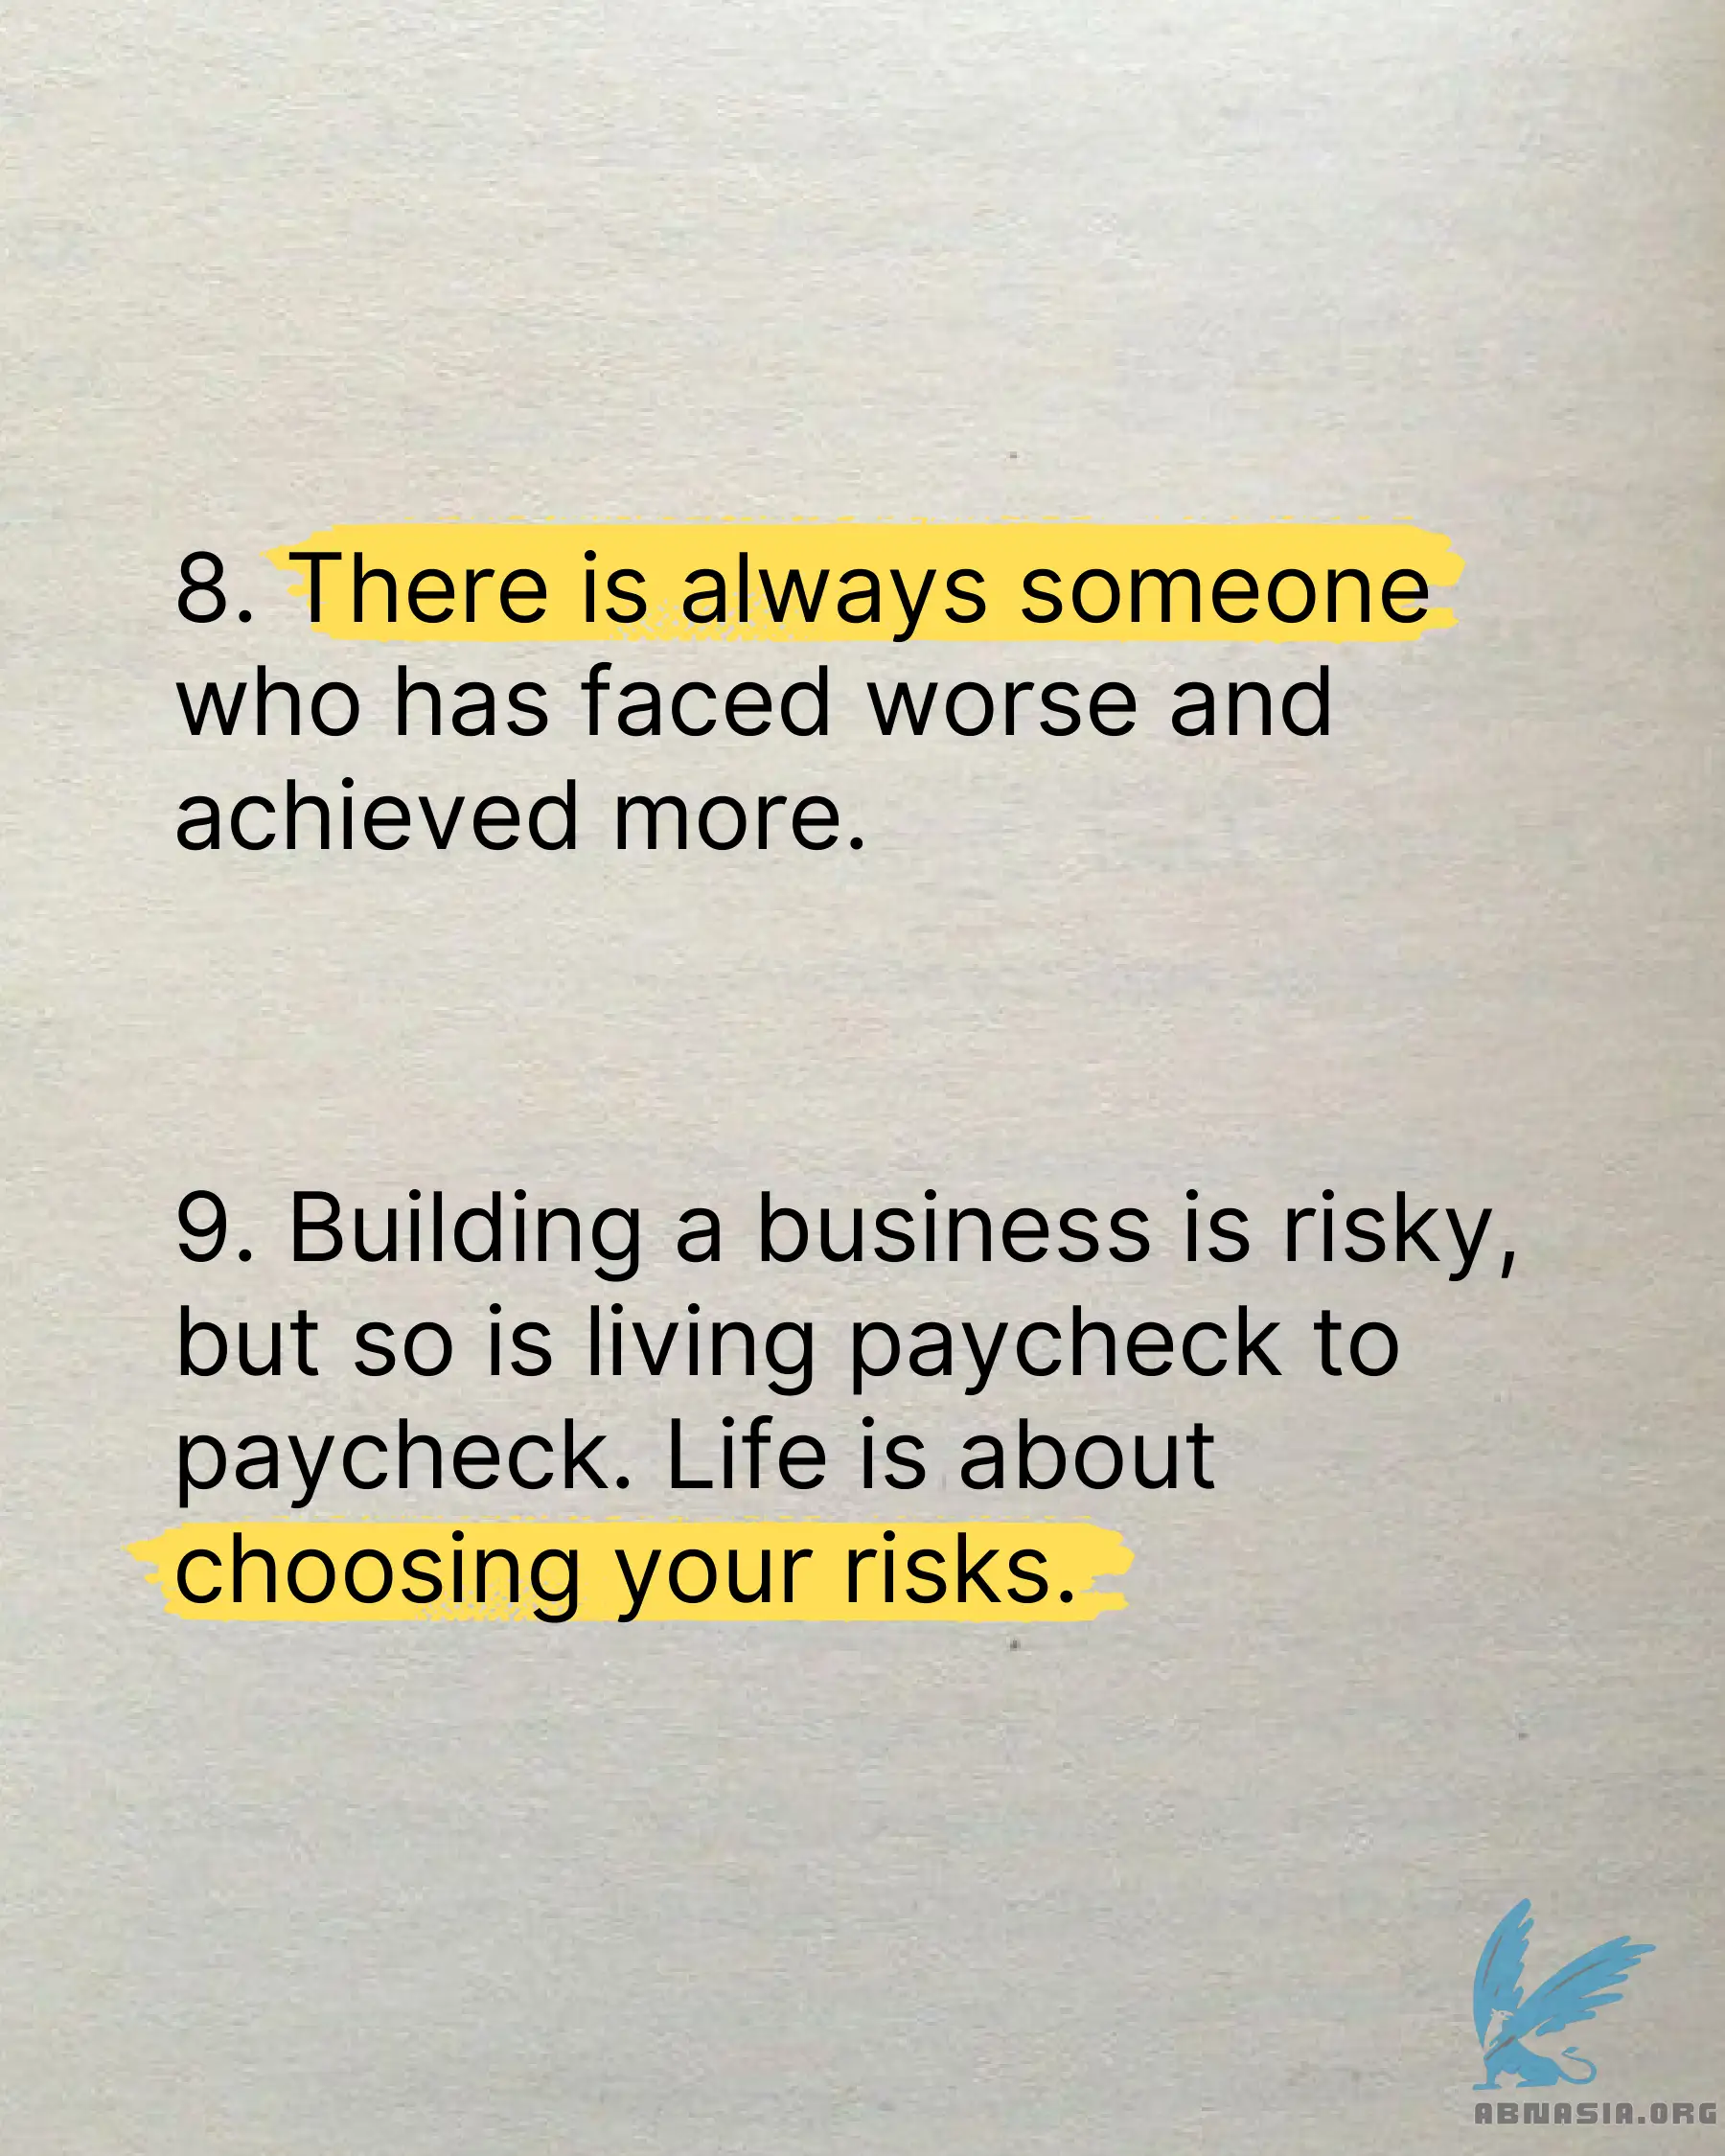 8. There is always someone
who has faced worse and
achieved more.
9. Building a business is risky,
but so is living paycheck to
paycheck. Life is about
choosing your risks.
ABNASIA.ORG